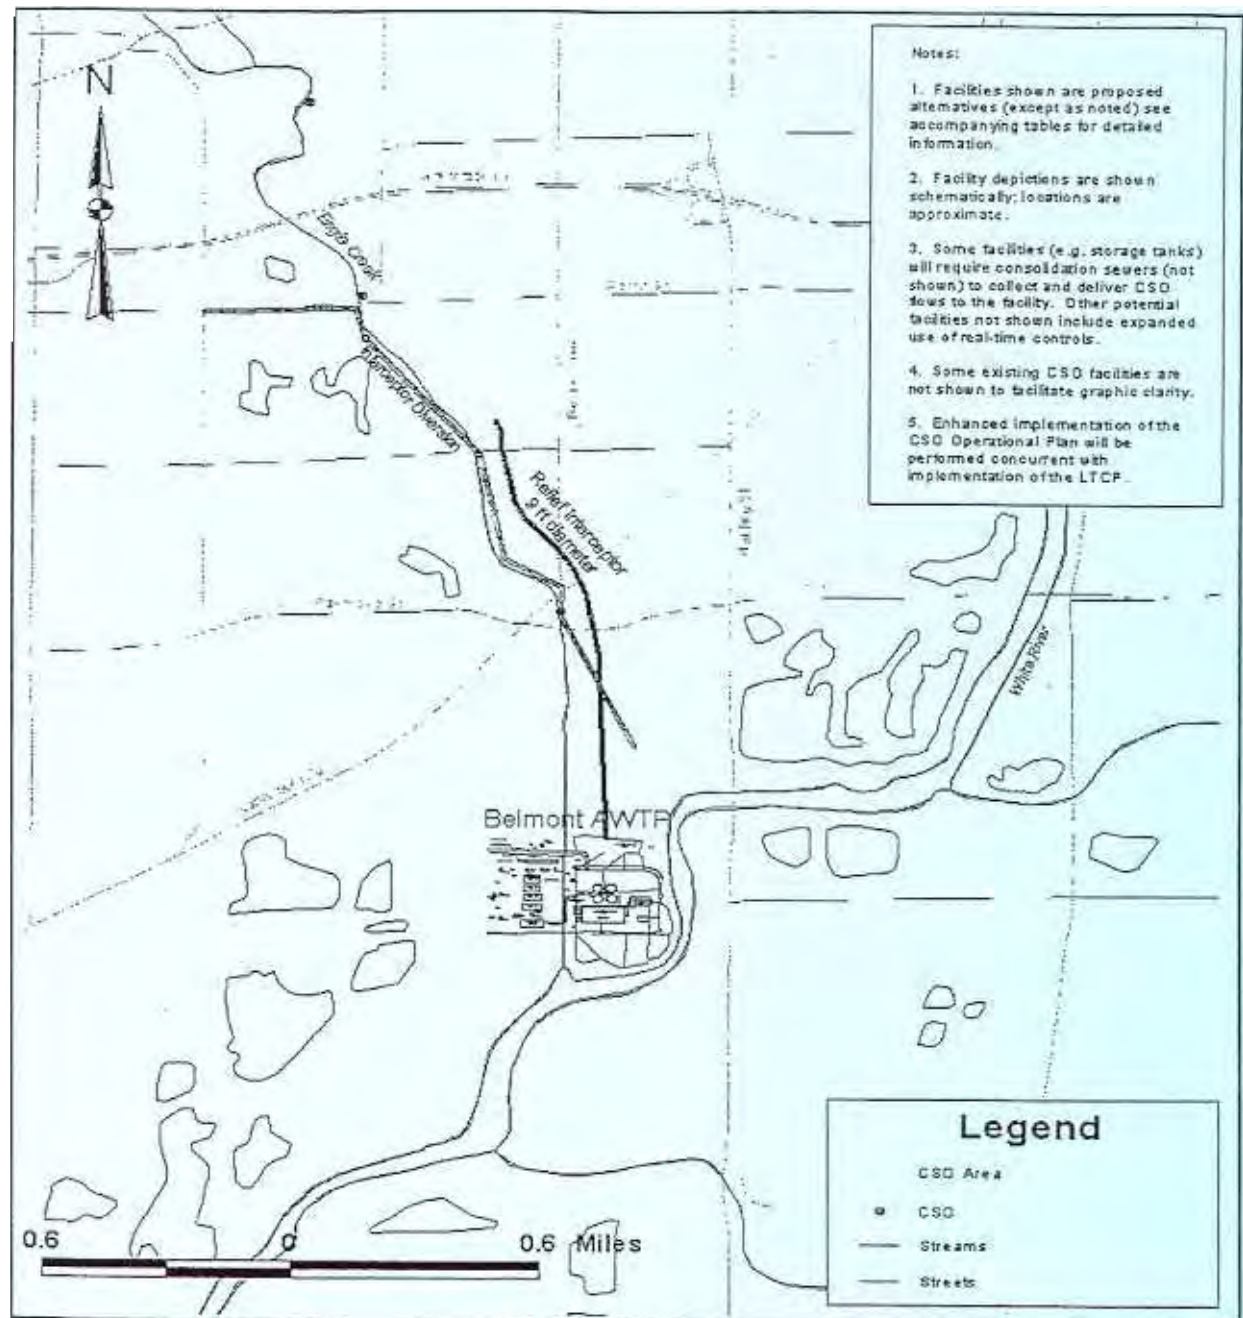 N
Notes:
1. Facilities shown are proposed
alternatives (except as noted) see
accompanying tables for detailed
information.
2. Facility depictions are shown
schematically; locations are
approximate.
3. Some facilities (e.g. storage tanks)
will require consolidation sewers (not
shown) to collect and deliver CSO
flows to the facility. Other potential
facilities not shown include expanded
use of real-time controls.
4. Some existing CSO facilities are
not shown to facilitate graphic clarity.
5. Enhanced implementation of the
CSO Operational Plan will be
performed concurrent with
implementation of the LTCP.
Eagle Creek
Interceptor Diversion
Relief Interceptor
9 ft diameter
White River
Belmont AWTP
Legend
CSO Area
CSO
Streams
Streets
0.6 0 0.6 Miles